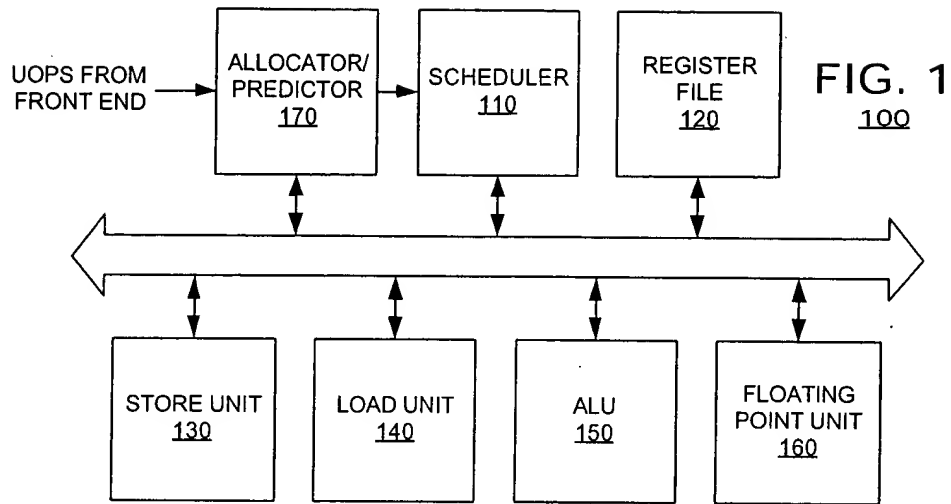 UOPS FROM
FRONT END
ALLOCATOR/
PREDICTOR
170
SCHEDULER
110
REGISTER
FILE
120
FIG. 1
100
STORE UNIT
130
LOAD UNIT
140
ALU
150
FLOATING
POINT UNIT
160